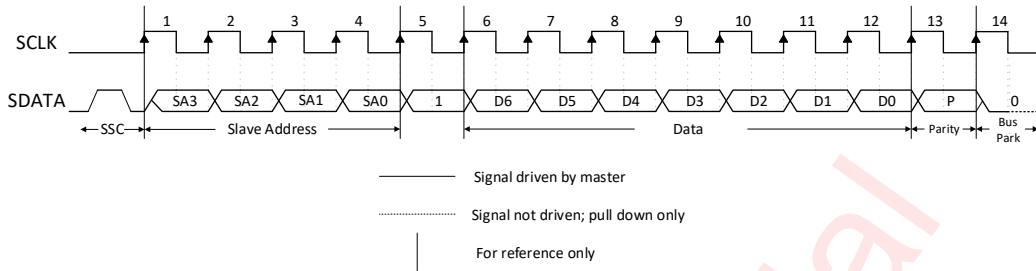 1 2 3 4 5 6 7 8 9 10 11 12 13 14
SCLK
SDATA SA3 SA2 SA1 SA0 1 D6 D5 D4 D3 D2 D1 D0 P 0
SSC Slave Address Data Parity Bus
Park
Signal driven by master
Signal not driven; pull down only
For reference only